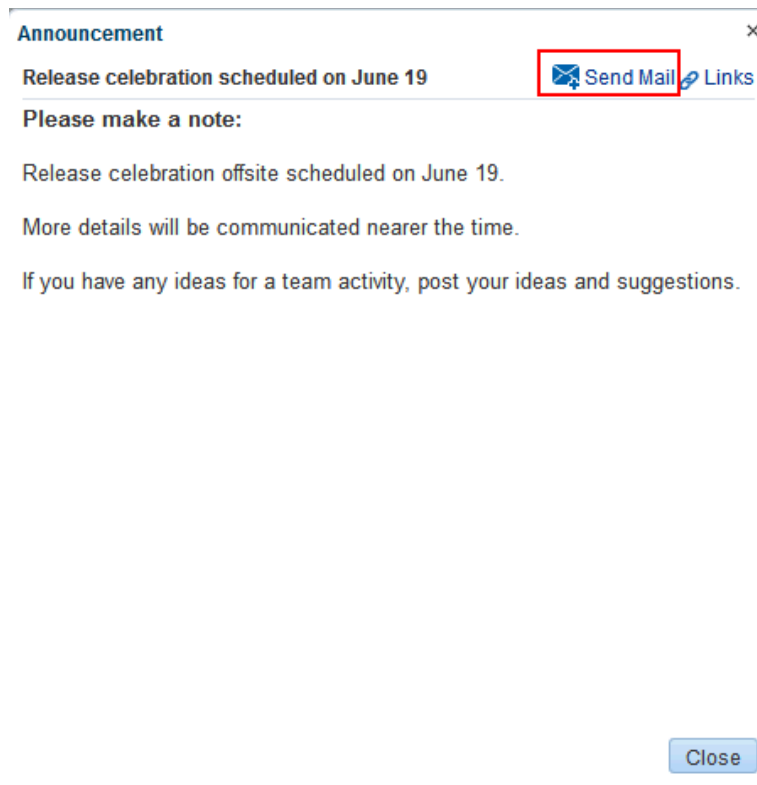 Announcement
Release celebration scheduled on June 19 Send Mail Links
Please make a note:
Release celebration offsite scheduled on June 19.
More details will be communicated nearer the time.
If you have any ideas for a team activity, post your ideas and suggestions.
Close